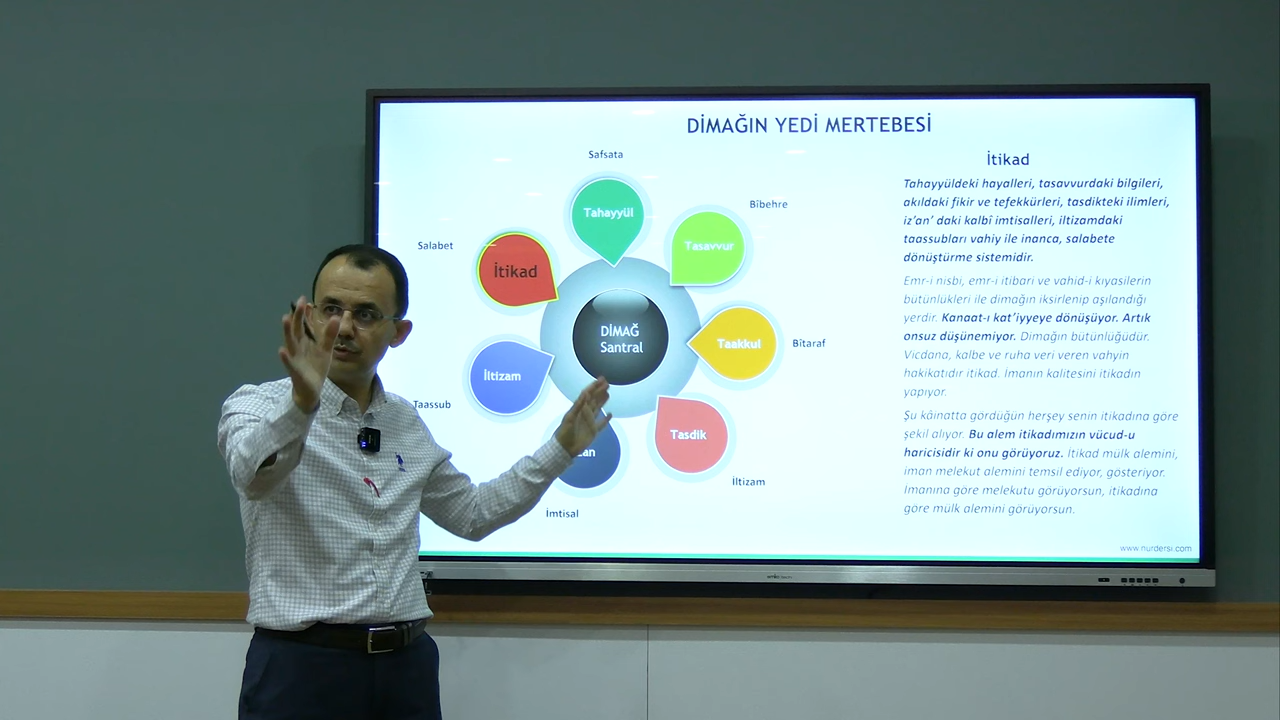 DİMAĞIN YEDİ MERTEBESİ
Safsata
Tahayyül
Bîbehre
Tasavvur
Salabet
İtikad
DİMAĞ
Santral
Taakkul
Bîtaraf
İltizam
Taassub
Tasdik
İltizam
İmtisal
İtikad
Tahayyüldeki hayalleri, tasavvurdaki bilgileri,
akıldaki fikir ve tefekkürleri, tasdikteki ilimleri,
iz’an’ daki kalbî imtisalleri, iltizamdaki
taassubları vahiy ile inanca, salabete
dönüştürme sistemidir.
Emr-i nisbi, emr-i itibari ve vahid-i kıyasilerin
bütünlükleri ile dimağın iksirlenip aşılandığı
yerdir. Kanaat-ı kat’iyyeye dönüşüyor. Artık
onsuz düşünemiyor. Dimağın bütünlüğüdür.
Vicdana, kalbe ve ruha veri veren vahyin
hakikatıdır itikad. İmanın kalitesini itikadın
yapıyor.
Şu kâinatta gördüğün herşey senin itikadına göre
şekil alıyor. Bu alem itikadımızın vücud-u
haricisidir ki onu görüyoruz. İtikad mülk alemini,
iman melekut alemini temsil ediyor, gösteriyor.
İmanına göre melekutu görüyorsun, itikadına
göre mülk alemini görüyorsun.
www.nurdersi.com